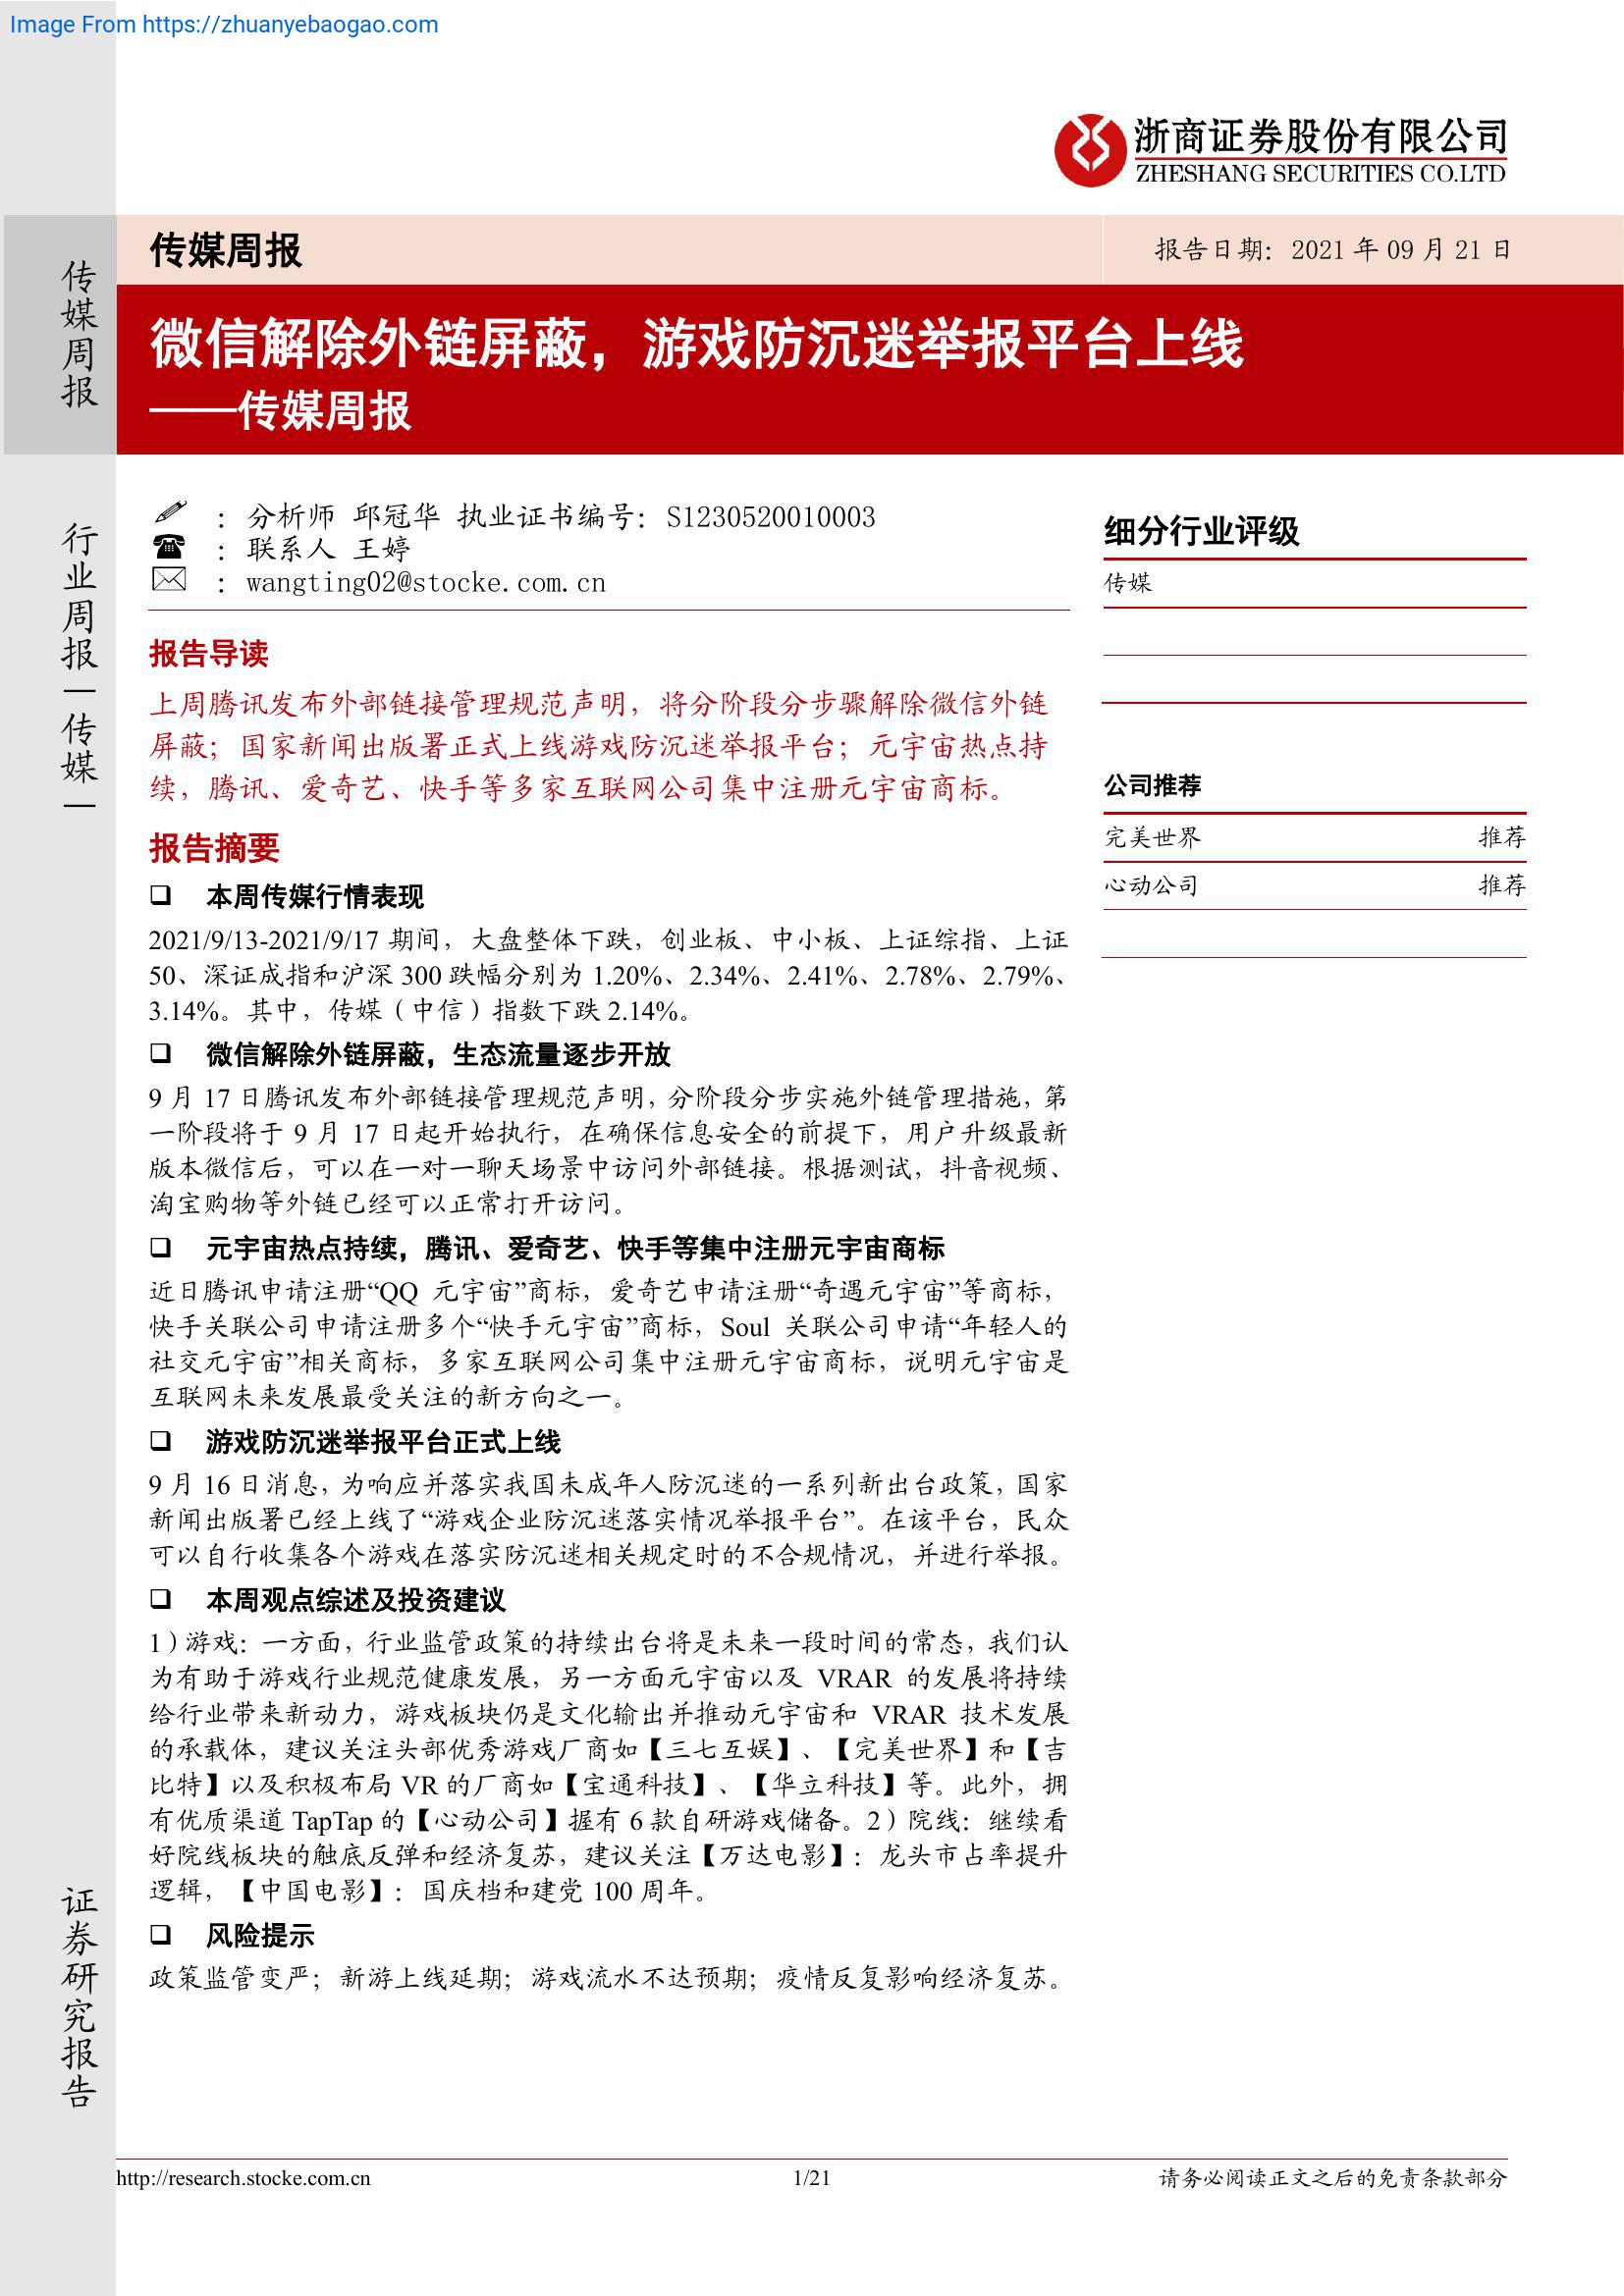 Image From https://zhuanyebaogao.com
浙商证券股份有限公司
ZHESHANG SECURITIES CO.LTD
传媒周报
报告日期：2021 年 09 月 21 日
微信解除外链屏蔽，游戏防沉迷举报平台上线
——传媒周报
传媒周报
行业周报｜传媒｜
证券研究报告
：分析师 邱冠华 执业证书编号：S1230520010003
：联系人 王婷
：wangting02@stocke.com.cn
报告导读
上周腾讯发布外部链接管理规范声明，将分阶段分步骤解除微信外链
屏蔽；国家新闻出版署正式上线游戏防沉迷举报平台；元宇宙热点持
续，腾讯、爱奇艺、快手等多家互联网公司集中注册元宇宙商标。
报告摘要
❑ 本周传媒行情表现
2021/9/13-2021/9/17 期间，大盘整体下跌，创业板、中小板、上证综指、上证
50、深证成指和沪深 300 跌幅分别为 1.20%、2.34%、2.41%、2.78%、2.79%、
3.14%。其中，传媒（中信）指数下跌 2.14%。
❑ 微信解除外链屏蔽，生态流量逐步开放
9 月 17 日腾讯发布外部链接管理规范声明，分阶段分步实施外链管理措施，第
一阶段将于 9 月 17 日起开始执行，在确保信息安全的前提下，用户升级最新
版本微信后，可以在一对一聊天场景中访问外部链接。根据测试，抖音视频、
淘宝购物等外链已经可以正常打开访问。
❑ 元宇宙热点持续，腾讯、爱奇艺、快手等集中注册元宇宙商标
近日腾讯申请注册“QQ 元宇宙”商标，爱奇艺申请注册“奇遇元宇宙”等商标，
快手关联公司申请注册多个“快手元宇宙”商标，Soul 关联公司申请“年轻人的
社交元宇宙”相关商标，多家互联网公司集中注册元宇宙商标，说明元宇宙是
互联网未来发展最受关注的新方向之一。
❑ 游戏防沉迷举报平台正式上线
9 月 16 日消息，为响应并落实我国未成年人防沉迷的一系列新出台政策，国家
新闻出版署已经上线了“游戏企业防沉迷落实情况举报平台”。在该平台，民众
可以自行收集各个游戏在落实防沉迷相关规定时的不合规情况，并进行举报。
❑ 本周观点综述及投资建议
1）游戏：一方面，行业监管政策的持续出台将是未来一段时间的常态，我们认
为有助于游戏行业规范健康发展，另一方面元宇宙以及 VRAR 的发展将持续
给行业带来新动力，游戏板块仍是文化输出并推动元宇宙和 VRAR 技术发展
的承载体，建议关注头部优秀游戏厂商如【三七互娱】、【完美世界】和【吉
比特】以及积极布局 VR 的厂商如【宝通科技】、【华立科技】等。此外，拥
有优质渠道 TapTap 的【心动公司】握有 6 款自研游戏储备。2）院线：继续看
好院线板块的触底反弹和经济复苏，建议关注【万达电影】：龙头市占率提升
逻辑，【中国电影】：国庆档和建党 100 周年。
❑ 风险提示
政策监管变严；新游上线延期；游戏流水不达预期；疫情反复影响经济复苏。
细分行业评级
传媒
公司推荐
完美世界 推荐
心动公司 推荐
http://research.stocke.com.cn
1/21
请务必阅读正文之后的免责条款部分